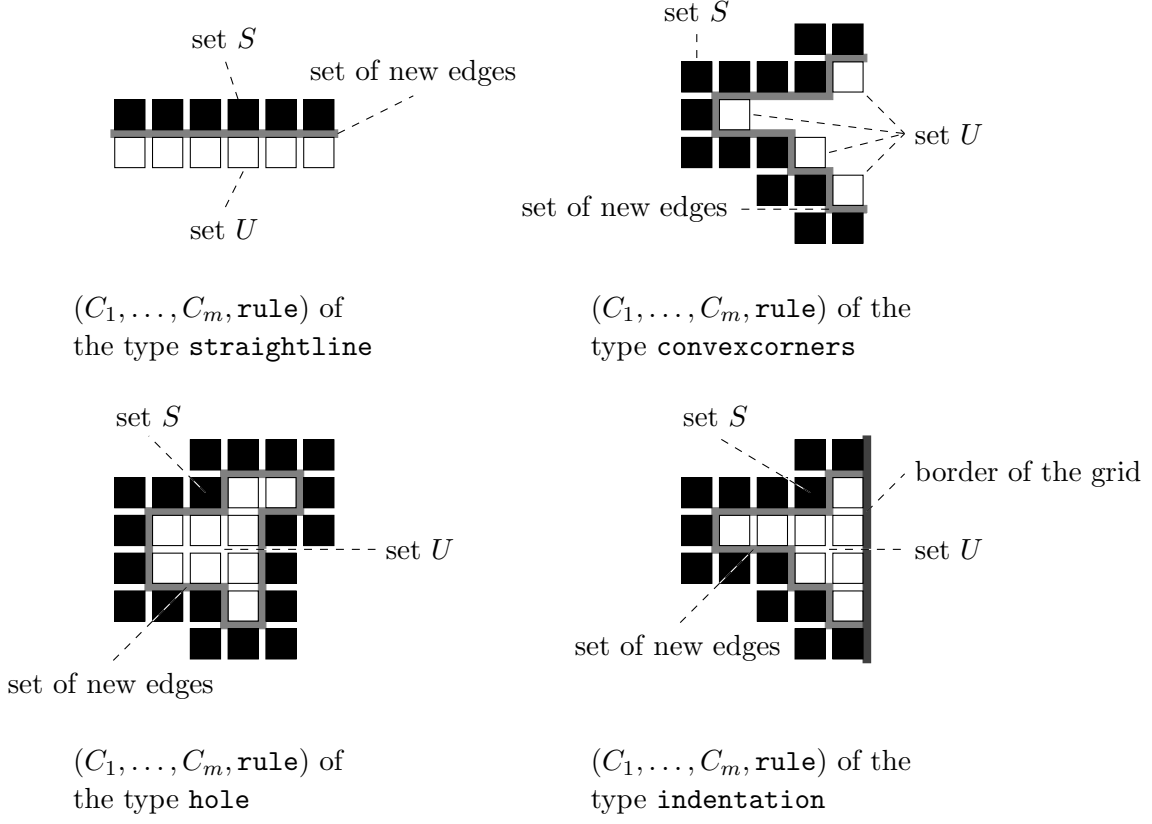 set S
set of new edges
set U
(C1, . . . , Cm, rule) of
the type straightline
set S
set U
set of new edges
(C1, . . . , Cm, rule) of the
type convexcorners
set S
set U
set of new edges
(C1, . . . , Cm, rule) of
the type hole
set S
border of the grid
set U
set of new edges
(C1, . . . , Cm, rule) of the
type indentation